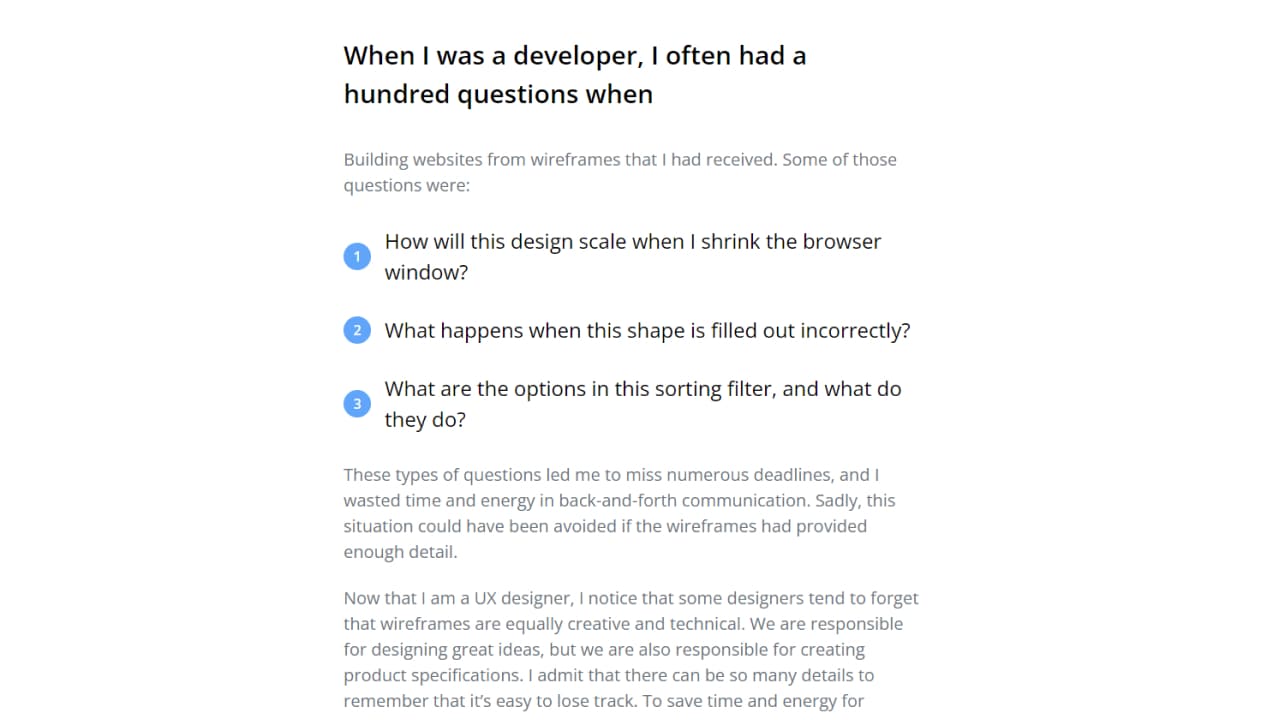 When I was a developer, I often had a
hundred questions when
Building websites from wireframes that I had received. Some of those
questions were:
1 How will this design scale when I shrink the browser
window?
2 What happens when this shape is filled out incorrectly?
3 What are the options in this sorting filter, and what do
they do?
These types of questions led me to miss numerous deadlines, and I
wasted time and energy in back-and-forth communication. Sadly, this
situation could have been avoided if the wireframes had provided
enough detail.
Now that I am a UX designer, I notice that some designers tend to forget
that wireframes are equally creative and technical. We are responsible
for designing great ideas, but we are also responsible for creating
product specifications. I admit that there can be so many details to
remember that it’s easy to lose track. To save time and energy for